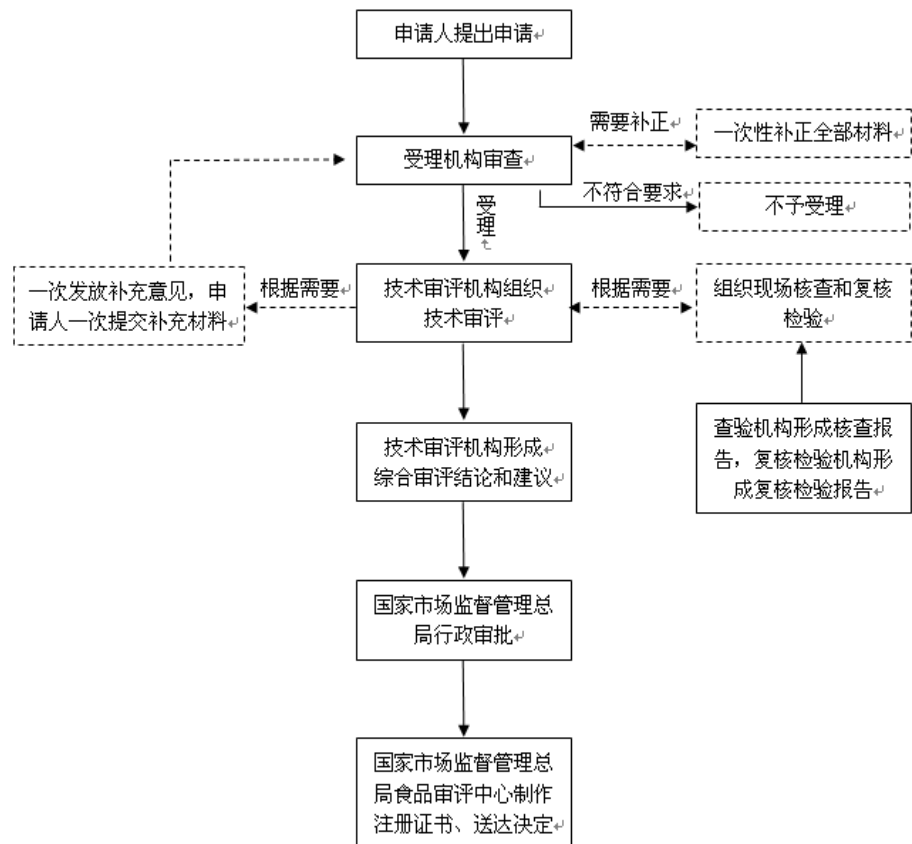 申请人提出申请
需要补正
一次性补正全部材料
受理机构审查
不符合要求
不予受理
受
理
一次发放补充意见，申
请人一次提交补充材料
根据需要
技术审评机构组织
技术审评
根据需要
组织现场核查和复核
检验
查验机构形成核查报
告，复核检验机构形
成复核检验报告
技术审评机构形成
综合审评结论和建议
国家市场监督管理总
局行政审批
国家市场监督管理总
局食品审评中心制作
注册证书、送达决定